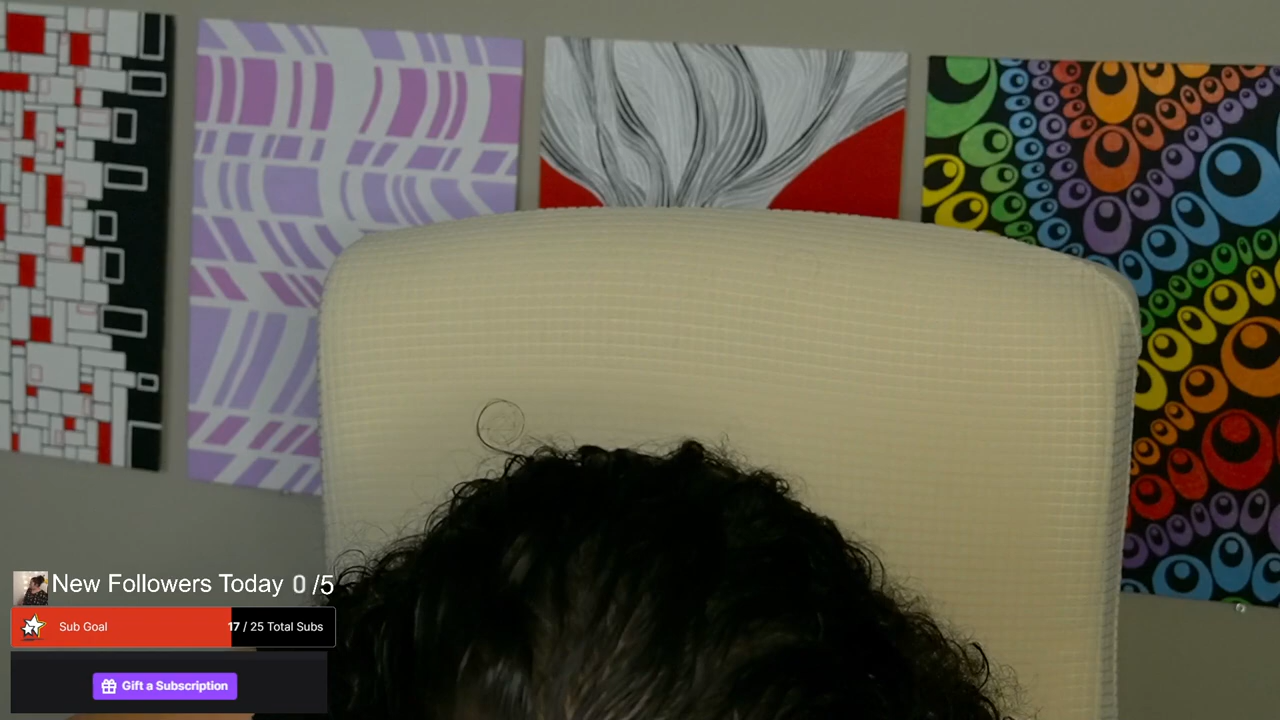 New Followers Today 0 /5
Sub Goal 17 / 25 Total Subs
Gift a Subscription